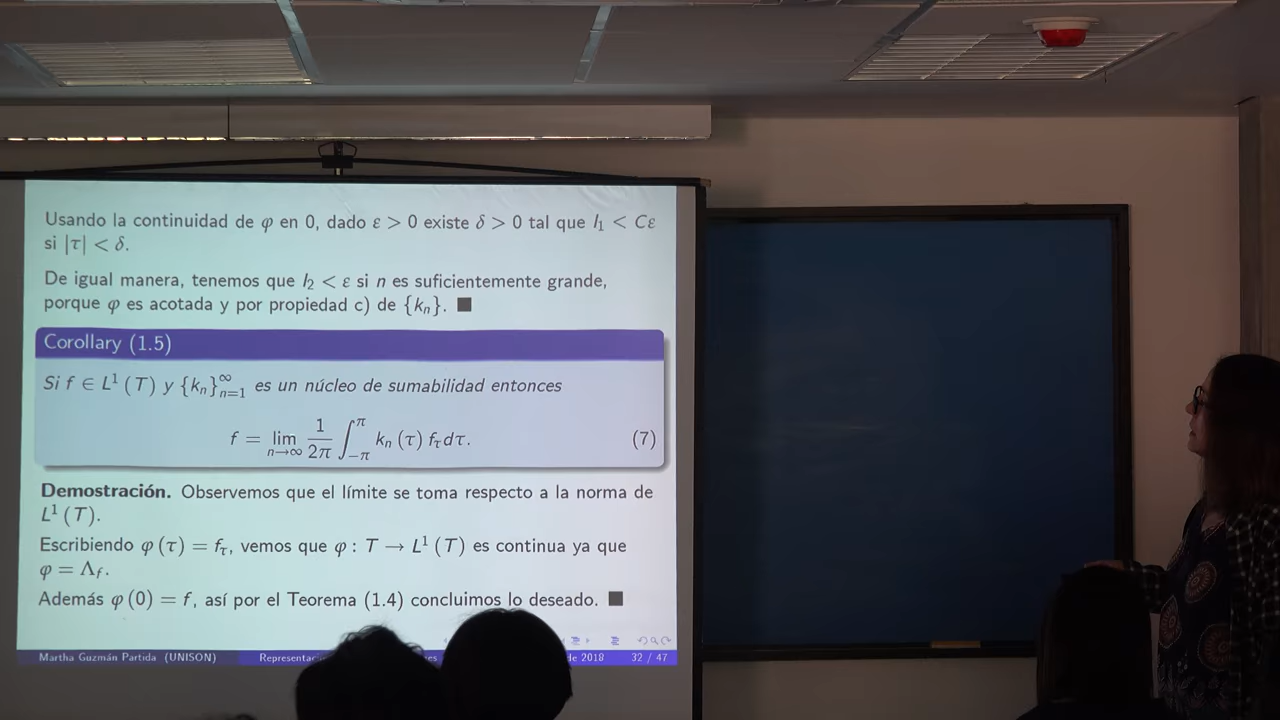 Usando la continuidad de φ en 0, dado ε > 0 existe δ > 0 tal que I₁ < Cε
si |τ| < δ.
De igual manera, tenemos que I₂ < ε si n es suficientemente grande,
porque φ es acotada y por propiedad c) de {kₙ}. ■
Corollary (1.5)
Si f ∈ L¹ (T) y {kₙ}ₙ₌₁^∞ es un núcleo de sumabilidad entonces
f = lim_{n→∞} 1/2π ∫_{-π}^{π} kₙ (τ) f_τ dτ. (7)
Demostración. Observemos que el límite se toma respecto a la norma de
L¹ (T).
Escribiendo φ (τ) = f_τ, vemos que φ : T → L¹ (T) es continua ya que
φ = Λ_f.
Además φ (0) = f, así por el Teorema (1.4) concluimos lo deseado. ■
Martha Guzmán Partida (UNISON) de 2018 32 / 47